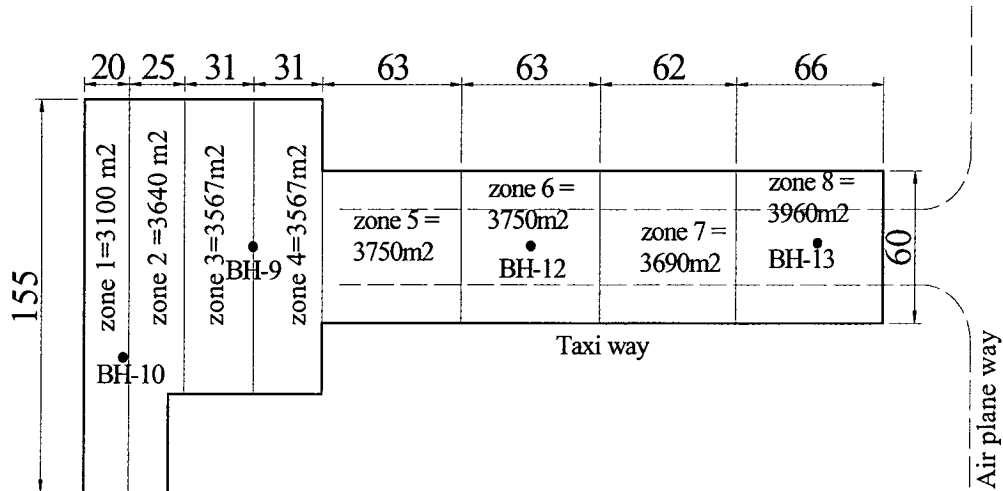 20 25 31 31 63 63 62 66
155
zone 1=3100 m2
zone 2 =3640 m2
zone 3=3567m2
zone 4=3567m2
zone 5 =
3750m2
zone 6 =
3750m2
zone 7 =
3690m2
zone 8 =
3960m2
BH-9
BH-10
BH-12
BH-13
60
Taxi way
Air plane way